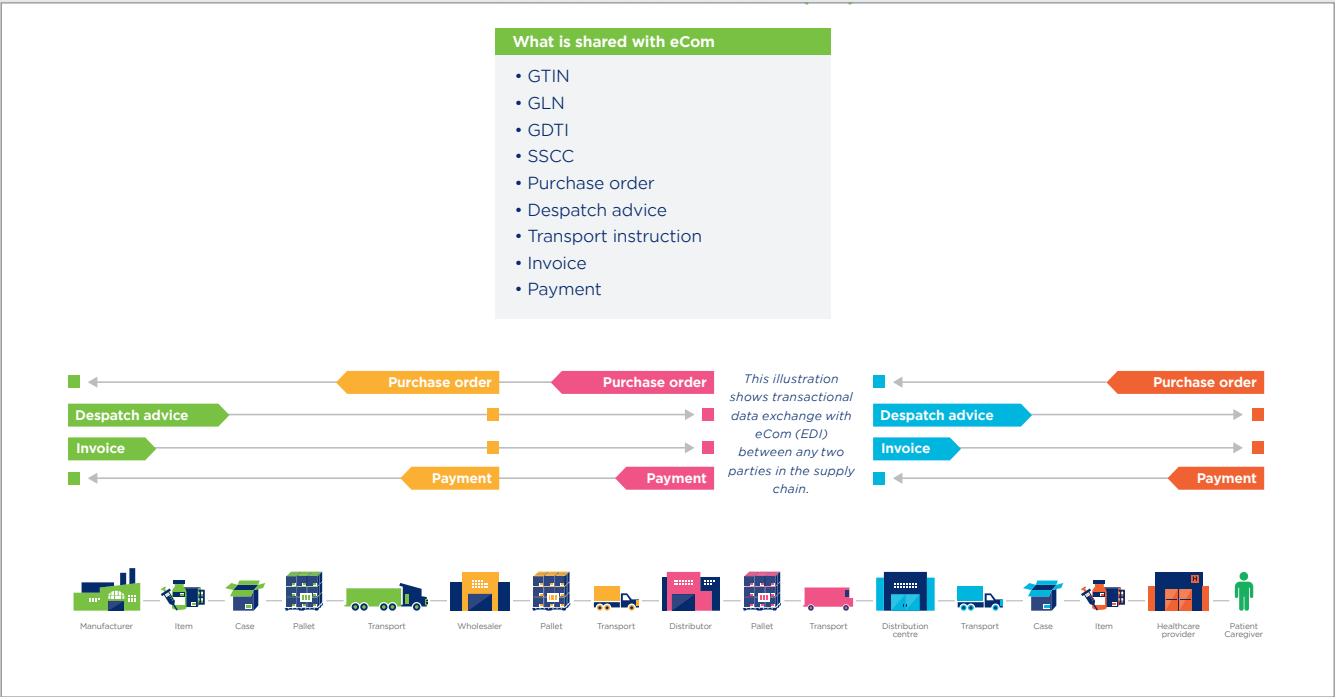 What is shared with eCom
• GTIN
• GLN
• GDTI
• SSCC
• Purchase order
• Despatch advice
• Transport instruction
• Invoice
• Payment
Purchase order
Purchase order
Despatch advice
Invoice
Payment
Payment
This illustration
shows transactional
data exchange with
eCom (EDI)
between any two
parties in the supply
chain.
Purchase order
Despatch advice
Invoice
Payment
H
Manufacturer
Item
Case
Pallet
Transport
Wholesaler
Pallet
Transport
Distributor
Pallet
Transport
Distribution
centre
Transport
Case
Item
Healthcare
provider
Patient
Caregiver